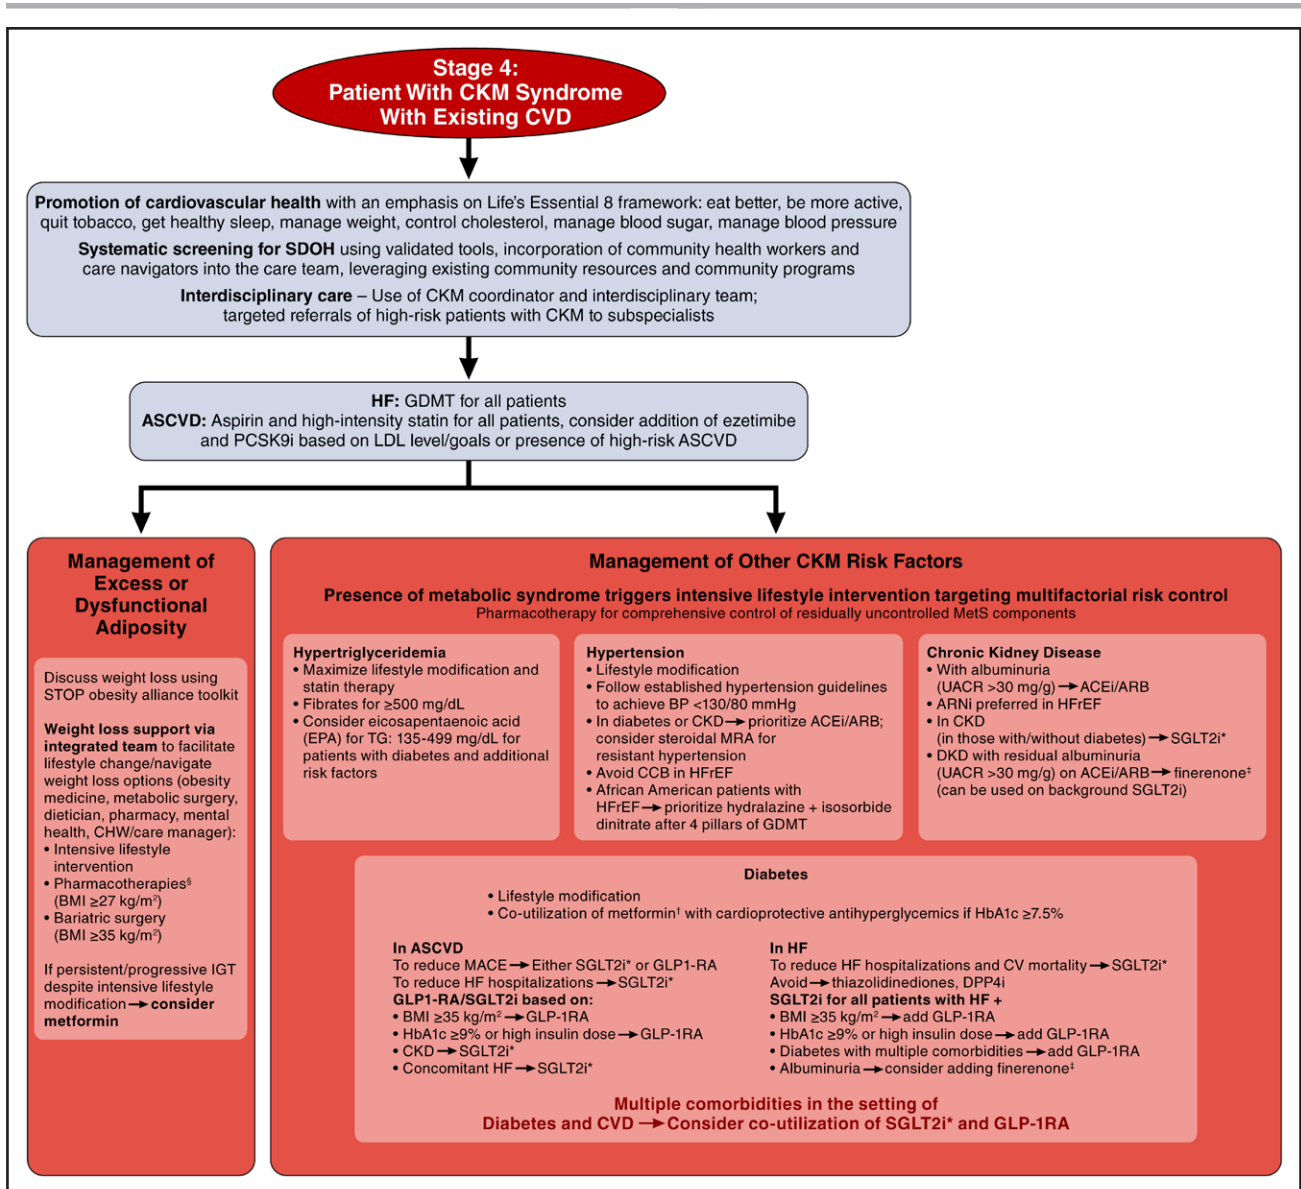 Stage 4:
Patient With CKM Syndrome
With Existing CVD
Promotion of cardiovascular health with an emphasis on Life's Essential 8 framework: eat better, be more active,
quit tobacco, get healthy sleep, manage weight, control cholesterol, manage blood sugar, manage blood pressure
Systematic screening for SDOH using validated tools, incorporation of community health workers and
care navigators into the care team, leveraging existing community resources and community programs
Interdisciplinary care – Use of CKM coordinator and interdisciplinary team;
targeted referrals of high-risk patients with CKM to subspecialists
HF: GDMT for all patients
ASCVD: Aspirin and high-intensity statin for all patients, consider addition of ezetimibe
and PCSK9i based on LDL level/goals or presence of high-risk ASCVD
Management of
Excess or
Dysfunctional
Adiposity
Discuss weight loss using
STOP obesity alliance toolkit
Weight loss support via
integrated team to facilitate
lifestyle change/navigate
weight loss options (obesity
medicine, metabolic surgery,
dietician, pharmacy, mental
health, CHW/care manager):
• Intensive lifestyle
intervention
• Pharmacotherapies§
(BMI ≥27 kg/m²)
• Bariatric surgery
(BMI ≥35 kg/m²)
If persistent/progressive IGT
despite intensive lifestyle
modification → consider
metformin
Management of Other CKM Risk Factors
Presence of metabolic syndrome triggers intensive lifestyle intervention targeting multifactorial risk control
Pharmacotherapy for comprehensive control of residually uncontrolled MetS components
Hypertriglyceridemia
• Maximize lifestyle modification and
statin therapy
• Fibrates for ≥500 mg/dL
• Consider eicosapentaenoic acid
(EPA) for TG: 135-499 mg/dL for
patients with diabetes and additional
risk factors
Hypertension
• Lifestyle modification
• Follow established hypertension guidelines
to achieve BP <130/80 mmHg
• In diabetes or CKD → prioritize ACEi/ARB;
consider steroidal MRA for
resistant hypertension
• Avoid CCB in HFrEF
• African American patients with
HFrEF → prioritize hydralazine + isosorbide
dinitrate after 4 pillars of GDMT
Chronic Kidney Disease
• With albuminuria
(UACR >30 mg/g) → ACEi/ARB
• ARNi preferred in HFrEF
• In CKD
(in those with/without diabetes) → SGLT2i*
• DKD with residual albuminuria
(UACR >30 mg/g) on ACEi/ARB → finerenone‡
(can be used on background SGLT2i)
Diabetes
• Lifestyle modification
• Co-utilization of metformin† with cardioprotective antihyperglycemics if HbA1c ≥7.5%
In ASCVD
To reduce MACE → Either SGLT2i* or GLP1-RA
To reduce HF hospitalizations → SGLT2i*
GLP1-RA/SGLT2i based on:
• BMI ≥35 kg/m² → GLP-1RA
• HbA1c ≥9% or high insulin dose → GLP-1RA
• CKD → SGLT2i*
• Concomitant HF → SGLT2i*
In HF
To reduce HF hospitalizations and CV mortality → SGLT2i*
Avoid → thiazolidinediones, DPP4i
SGLT2i for all patients with HF +
• BMI ≥35 kg/m² → add GLP-1RA
• HbA1c ≥9% or high insulin dose → add GLP-1RA
• Diabetes with multiple comorbidities → add GLP-1RA
• Albuminuria → consider adding finerenone‡
Multiple comorbidities in the setting of
Diabetes and CVD → Consider co-utilization of SGLT2i* and GLP-1RA